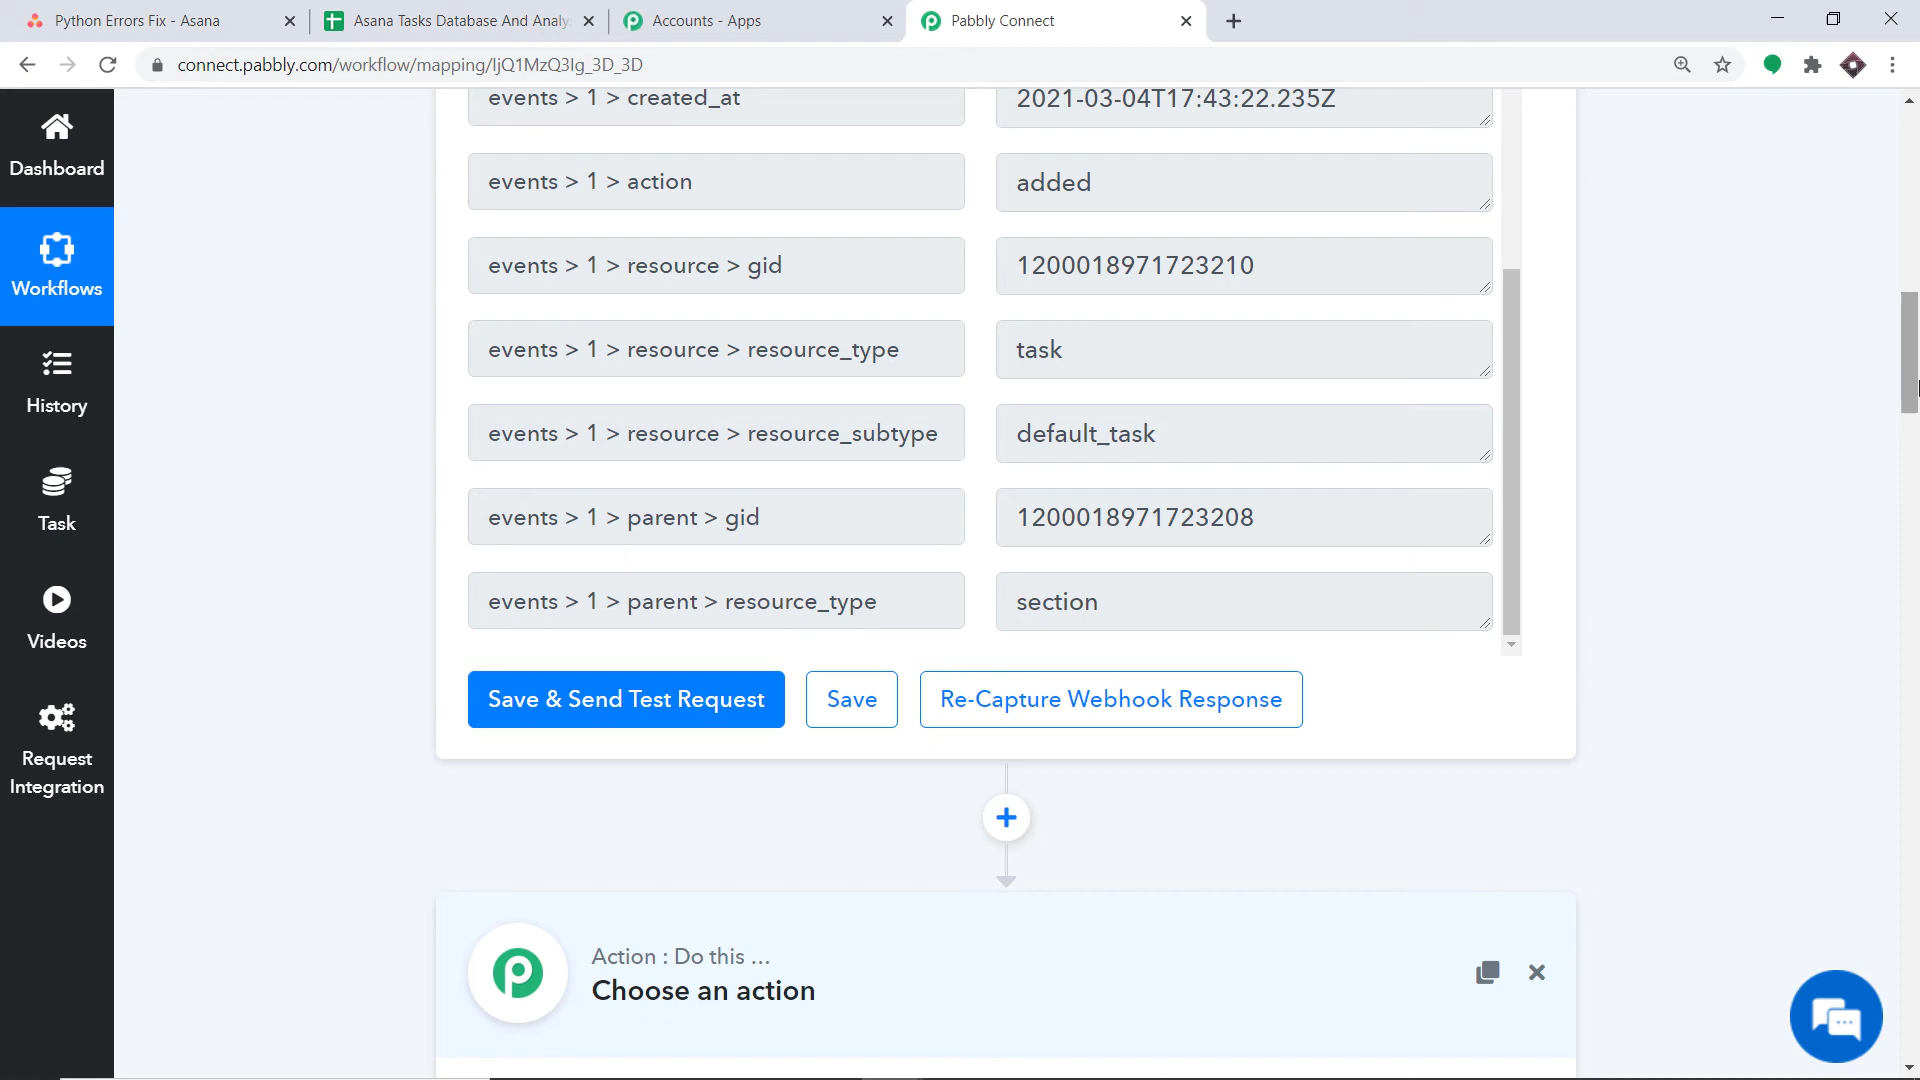 Python Errors Fix - Asana
Asana Tasks Database And Analy
Accounts - Apps
Pabbly Connect
connect.pabbly.com/workflow/mapping/IjQ1MzQ3Ig_3D_3D
Dashboard
Workflows
History
Task
Videos
Request
Integration
events > 1 > created_at
2021-03-04T17:43:22.235Z
events > 1 > action
added
events > 1 > resource > gid
1200018971723210
events > 1 > resource > resource_type
task
events > 1 > resource > resource_subtype
default_task
events > 1 > parent > gid
1200018971723208
events > 1 > parent > resource_type
section
Save & Send Test Request
Save
Re-Capture Webhook Response
Action : Do this ...
Choose an action